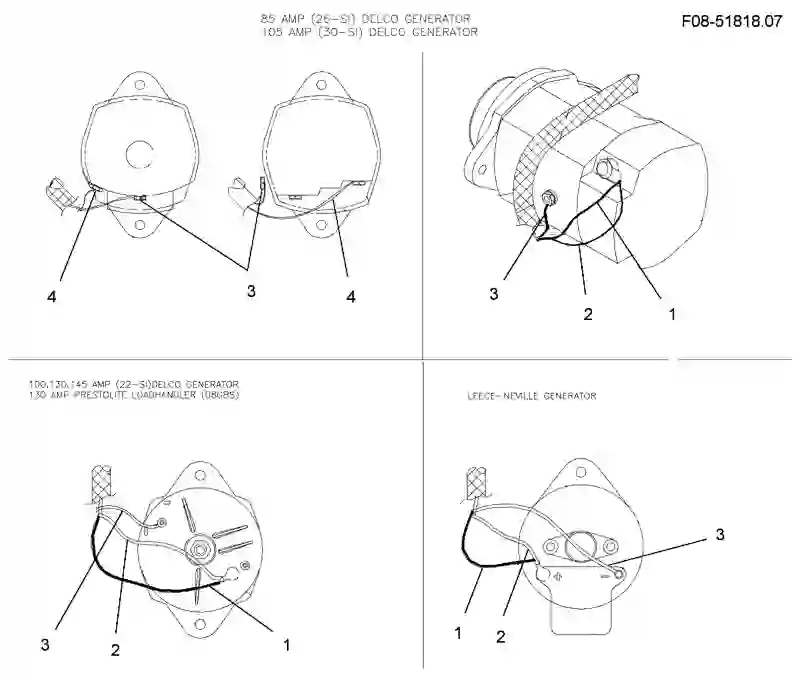 85 AMP (26-SI) DELCO GENERATOR
105 AMP (30-SI) DELCO GENERATOR
F08-51818.07
4
3
4
3
2
1
100,130,145 AMP (22-SI)DELCO GENERATOR
130 AMP PRESTOLITE LOADHANDLER
LEECE-NEVILLE GENERATOR
3
2
1
3
1
2